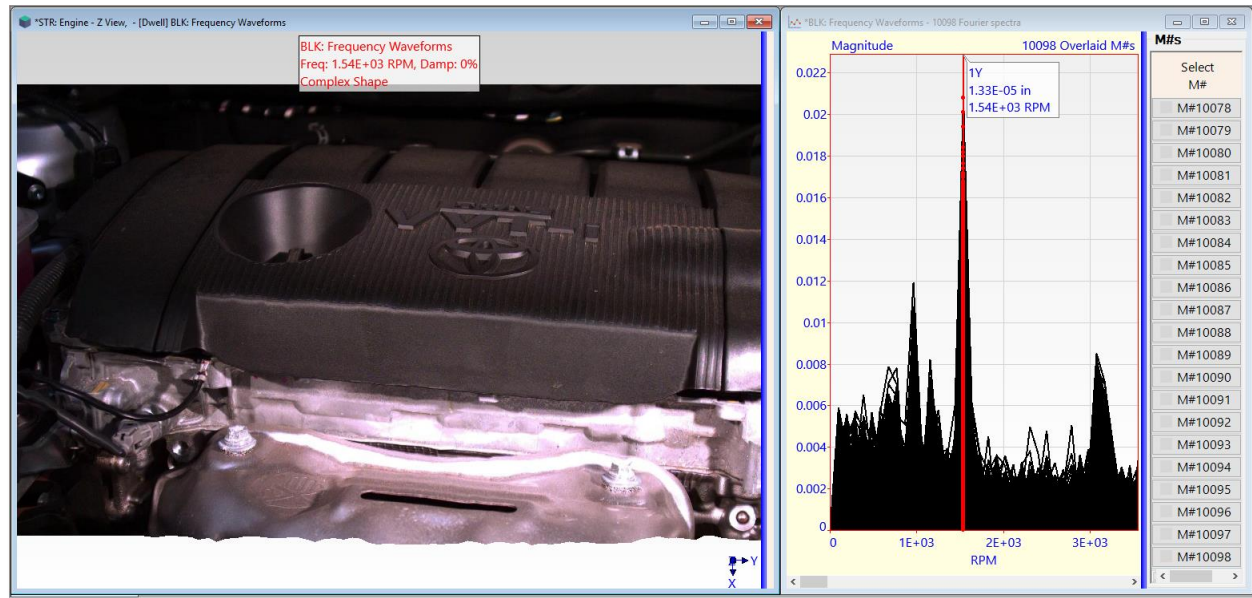 *STR: Engine - Z View, - [Dwell] BLK: Frequency Waveforms
BLK: Frequency Waveforms
Freq: 1.54E+03 RPM, Damp: 0%
Complex Shape
VVTL-i
Y
X
*BLK: Frequency Waveforms - 10098 Fourier spectra
Magnitude
10098 Overlaid M#s
1Y
1.33E-05 in
1.54E+03 RPM
0.022
0.02
0.018
0.016
0.014
0.012
0.01
0.008
0.006
0.004
0.002
0
0
1E+03
2E+03
3E+03
RPM
M#s
Select
M#
M#10078
M#10079
M#10080
M#10081
M#10082
M#10083
M#10084
M#10085
M#10086
M#10087
M#10088
M#10089
M#10090
M#10091
M#10092
M#10093
M#10094
M#10095
M#10096
M#10097
M#10098